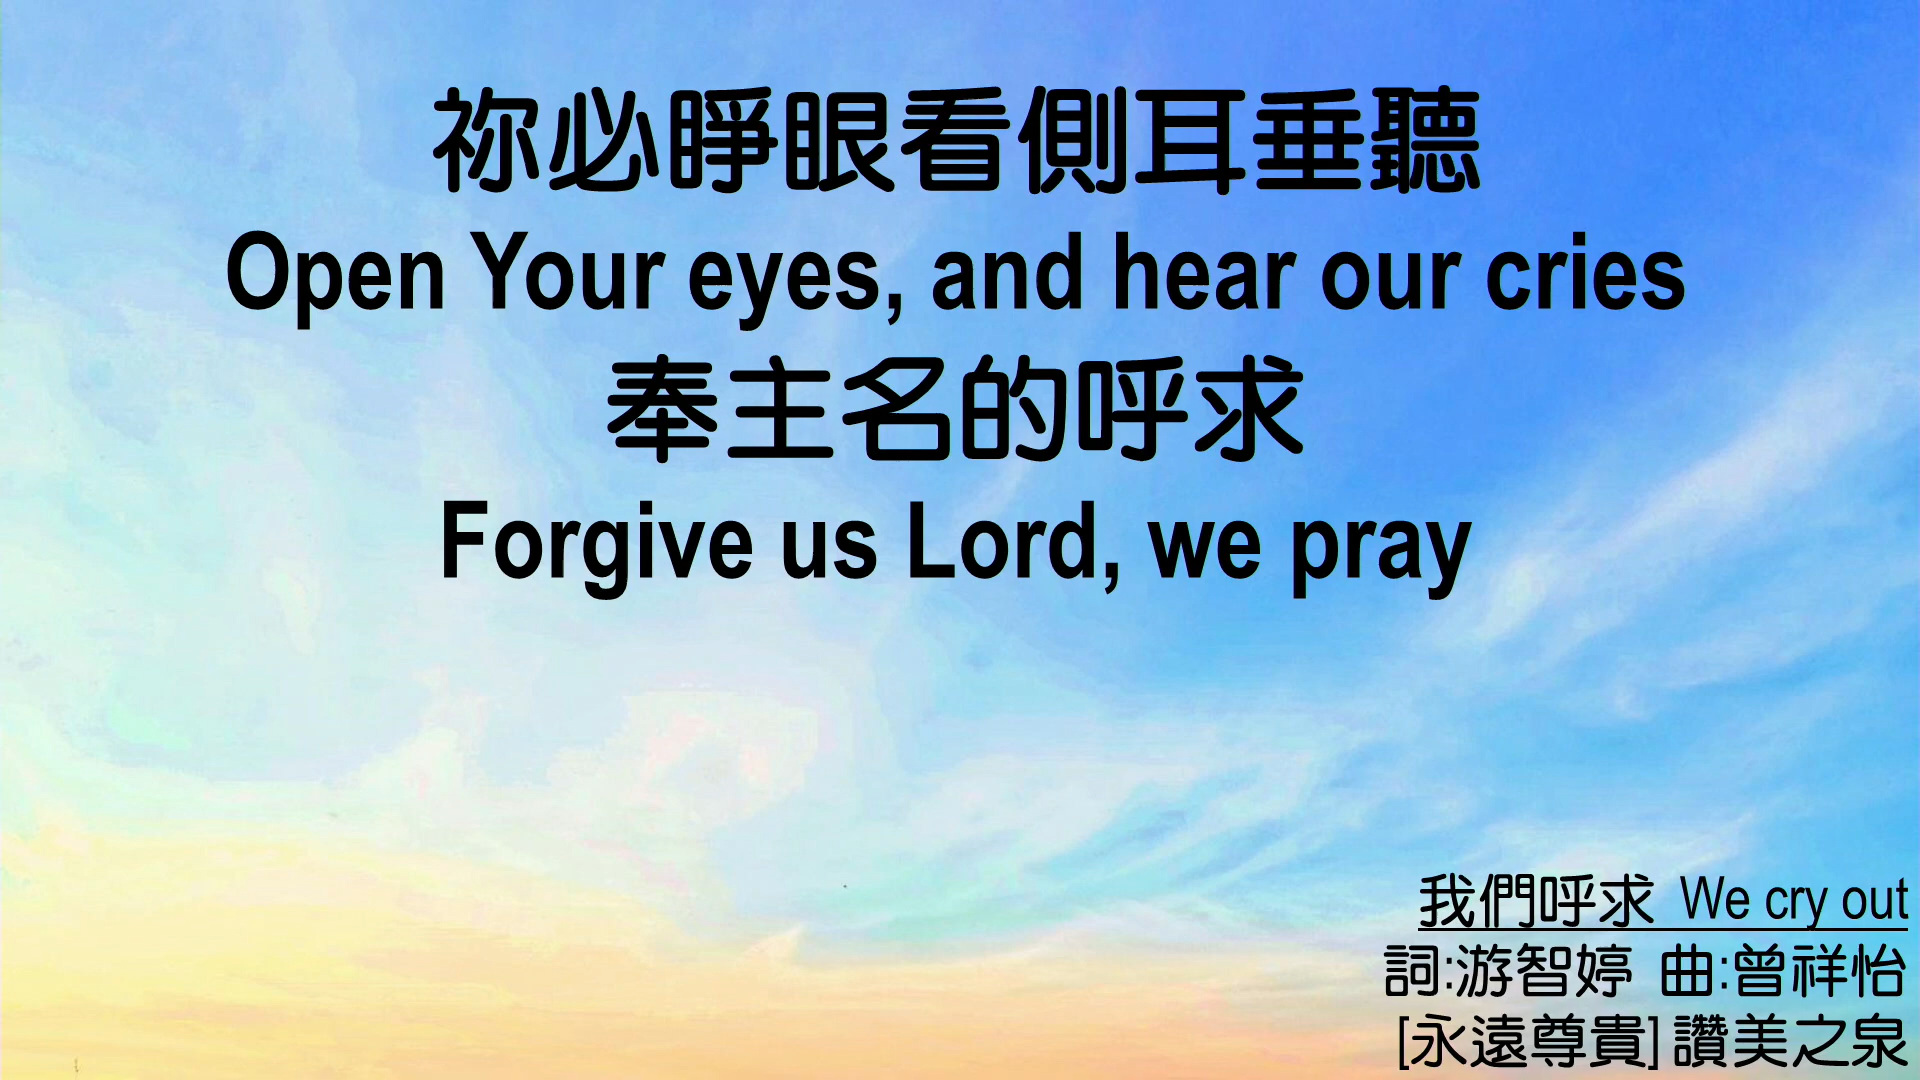 祢必睜眼看側耳垂聽
Open Your eyes, and hear our cries
奉主名的呼求
Forgive us Lord, we pray
我們呼求 We cry out
詞:游智婷 曲:曾祥怡
[永遠尊貴] 讚美之泉